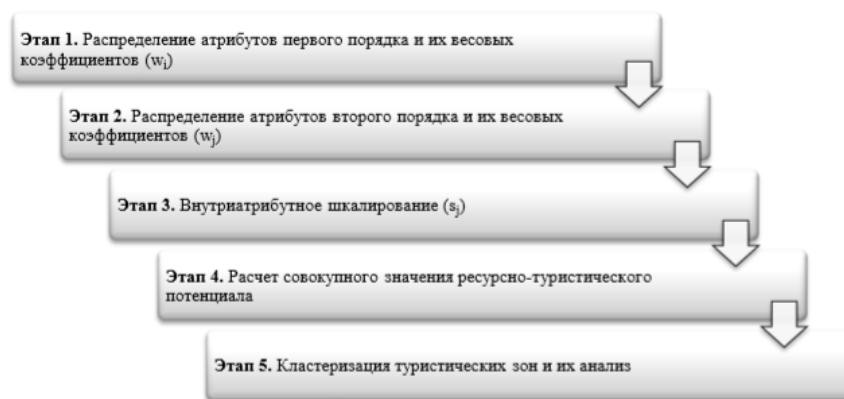 Этап 1. Распределение атрибутов первого порядка и их весовых
коэффициентов (wi)
Этап 2. Распределение атрибутов второго порядка и их весовых
коэффициентов (wj)
Этап 3. Внутриатрибутное шкалирование (sj)
Этап 4. Расчет совокупного значения ресурсно-туристического
потенциала
Этап 5. Кластеризация туристических зон и их анализ